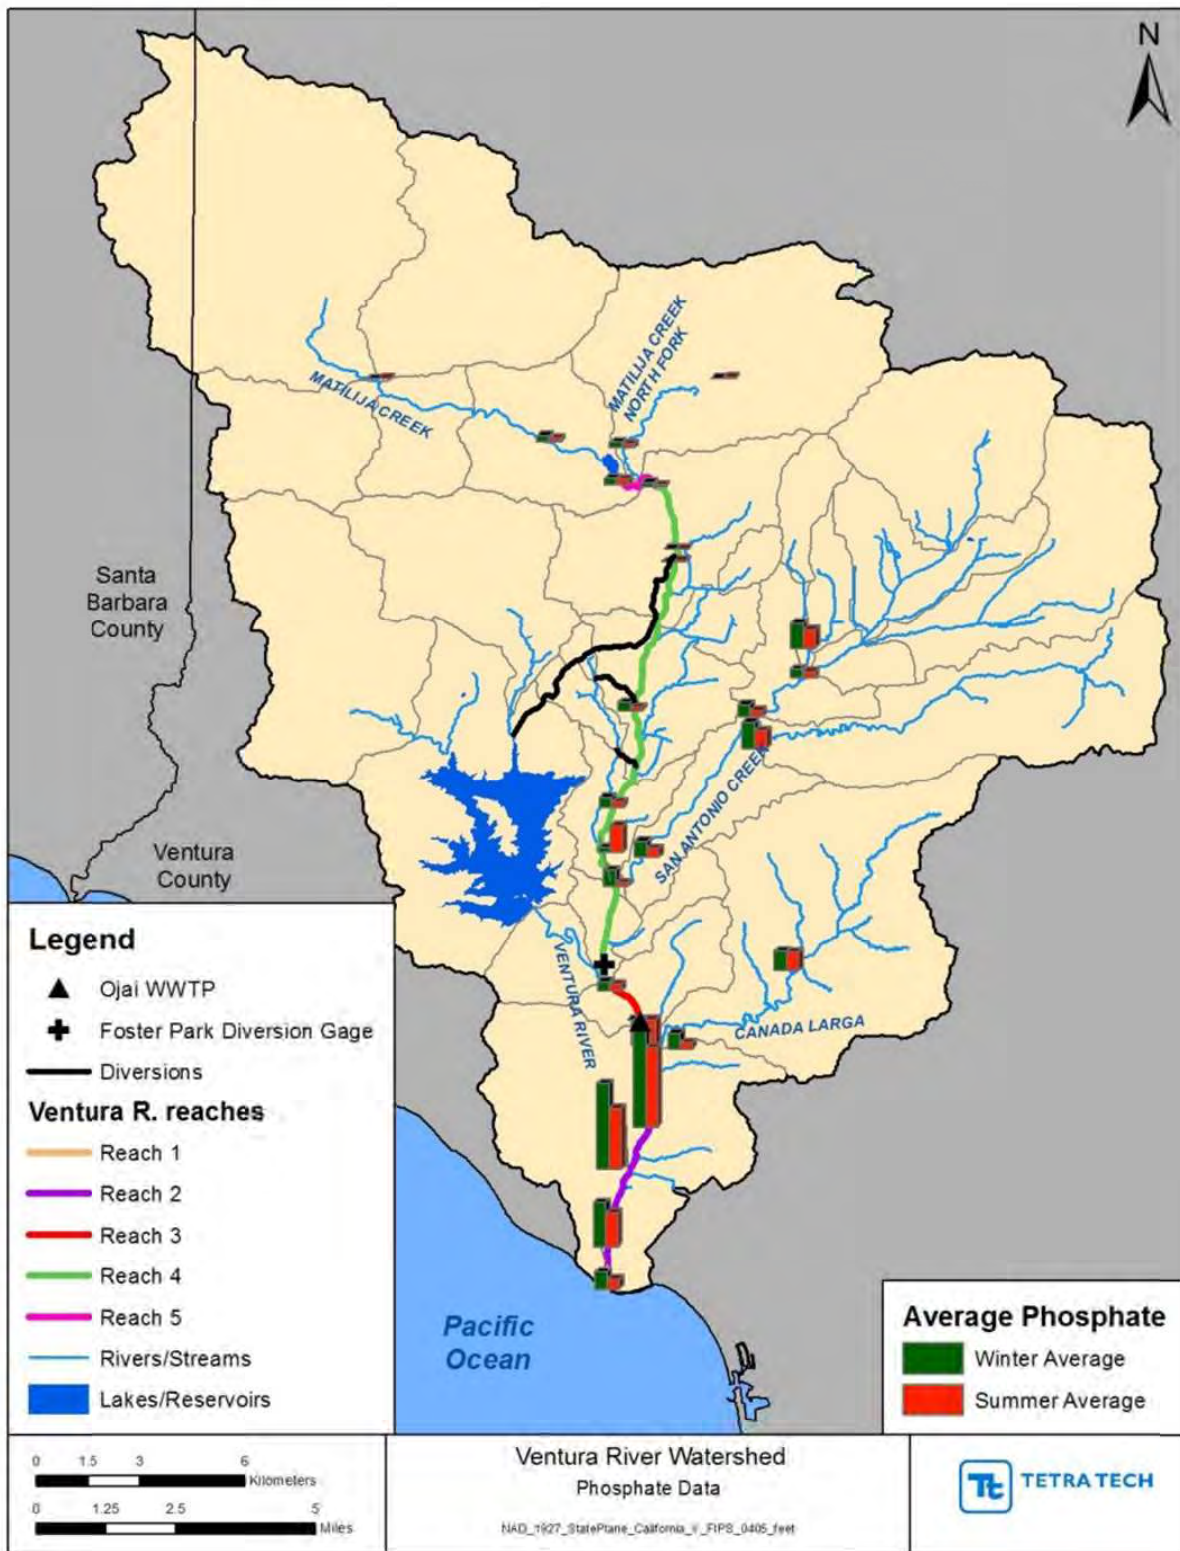 N
MATILIJA CREEK
NORTH FORK
MATILIJA CREEK
Santa
Barbara
County
SAN ANTONIO CREEK
Ventura
County
VENTURA RIVER
CANADA LARGA
Legend
Ojai WWTP
Foster Park Diversion Gage
Diversions
Ventura R. reaches
Reach 1
Reach 2
Reach 3
Reach 4
Reach 5
Rivers/Streams
Lakes/Reservoirs
Pacific
Ocean
Average Phosphate
Winter Average
Summer Average
0 1.5 3 6
Kilometers
0 1.25 2.5 5
Miles
Ventura River Watershed
Phosphate Data
NAD_1927_StatePlane_California_V_FIPS_0405_feet
Tt TETRA TECH